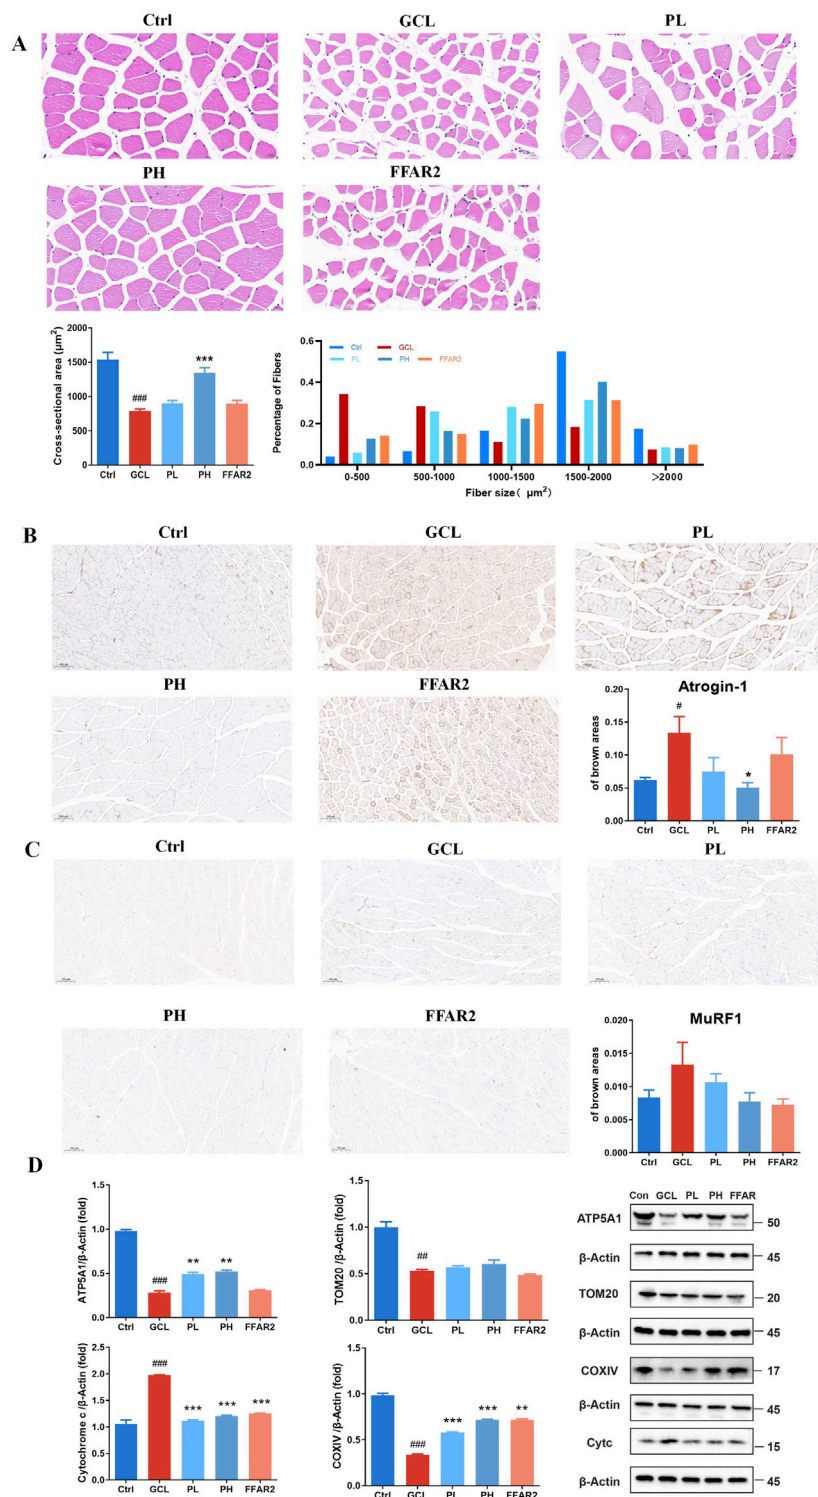 A
Ctrl
GCL
PL
PH
FFAR2
Cross-sectional area (μm²)
2000
1500
1000
500
0
###
***
Ctrl GCL PL PH FFAR2
Percentage of Fibers
0.6
0.4
0.2
0.0
Ctrl GCL
PL PH FFAR2
0-500 500-1000 1000-1500 1500-2000 >2000
Fiber size( μm²)
B
Ctrl
GCL
PL
PH
FFAR2
Atrogin-1
of brown areas
0.20
0.15
0.10
0.05
0.00
#
*
Ctrl GCL PL PH FFAR2
C
Ctrl
GCL
PL
PH
FFAR2
MuRF1
of brown areas
0.020
0.015
0.010
0.005
0.000
Ctrl GCL PL PH FFAR2
D
ATP5A1/β-Actin (fold)
1.5
1.0
0.5
0.0
###
**
**
Ctrl GCL PL PH FFAR2
TOM20 /β-Actin (fold)
1.5
1.0
0.5
0.0
##
Ctrl GCL PL PH FFAR2
Cytochrome c /β-Actin (fold)
2.5
2.0
1.5
1.0
0.5
0.0
###
***
***
***
Ctrl GCL PL PH FFAR2
COXIV /β-Actin (fold)
1.5
1.0
0.5
0.0
###
***
***
**
Ctrl GCL PL PH FFAR2
Con GCL PL PH FFAR
ATP5A1 50
β-Actin 45
TOM20 20
β-Actin 45
COXIV 17
β-Actin 45
Cytc 15
β-Actin 45